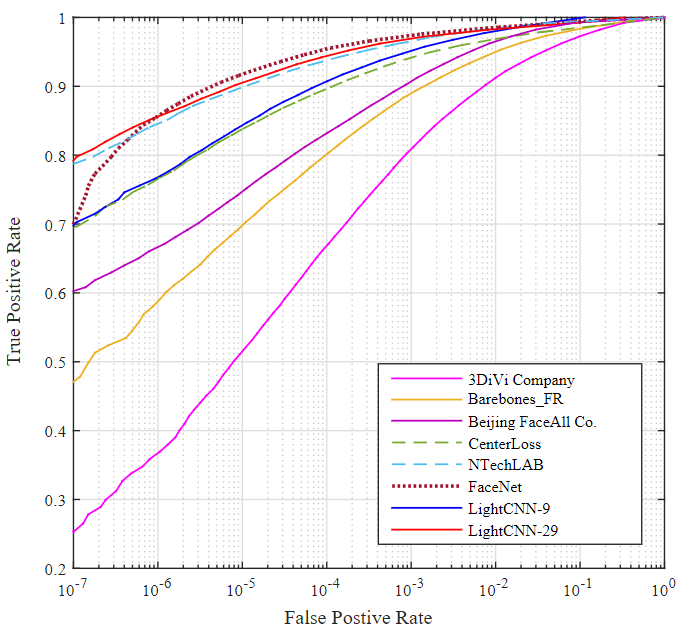 1
0.9
0.8
0.7
0.6
0.5
0.4
0.3
0.2
True Positive Rate
3DiVi Company
Barebones_FR
Beijing FaceAll Co.
CenterLoss
NTechLAB
FaceNet
LightCNN-9
LightCNN-29
10^-7 10^-6 10^-5 10^-4 10^-3 10^-2 10^-1 10^0
False Postive Rate